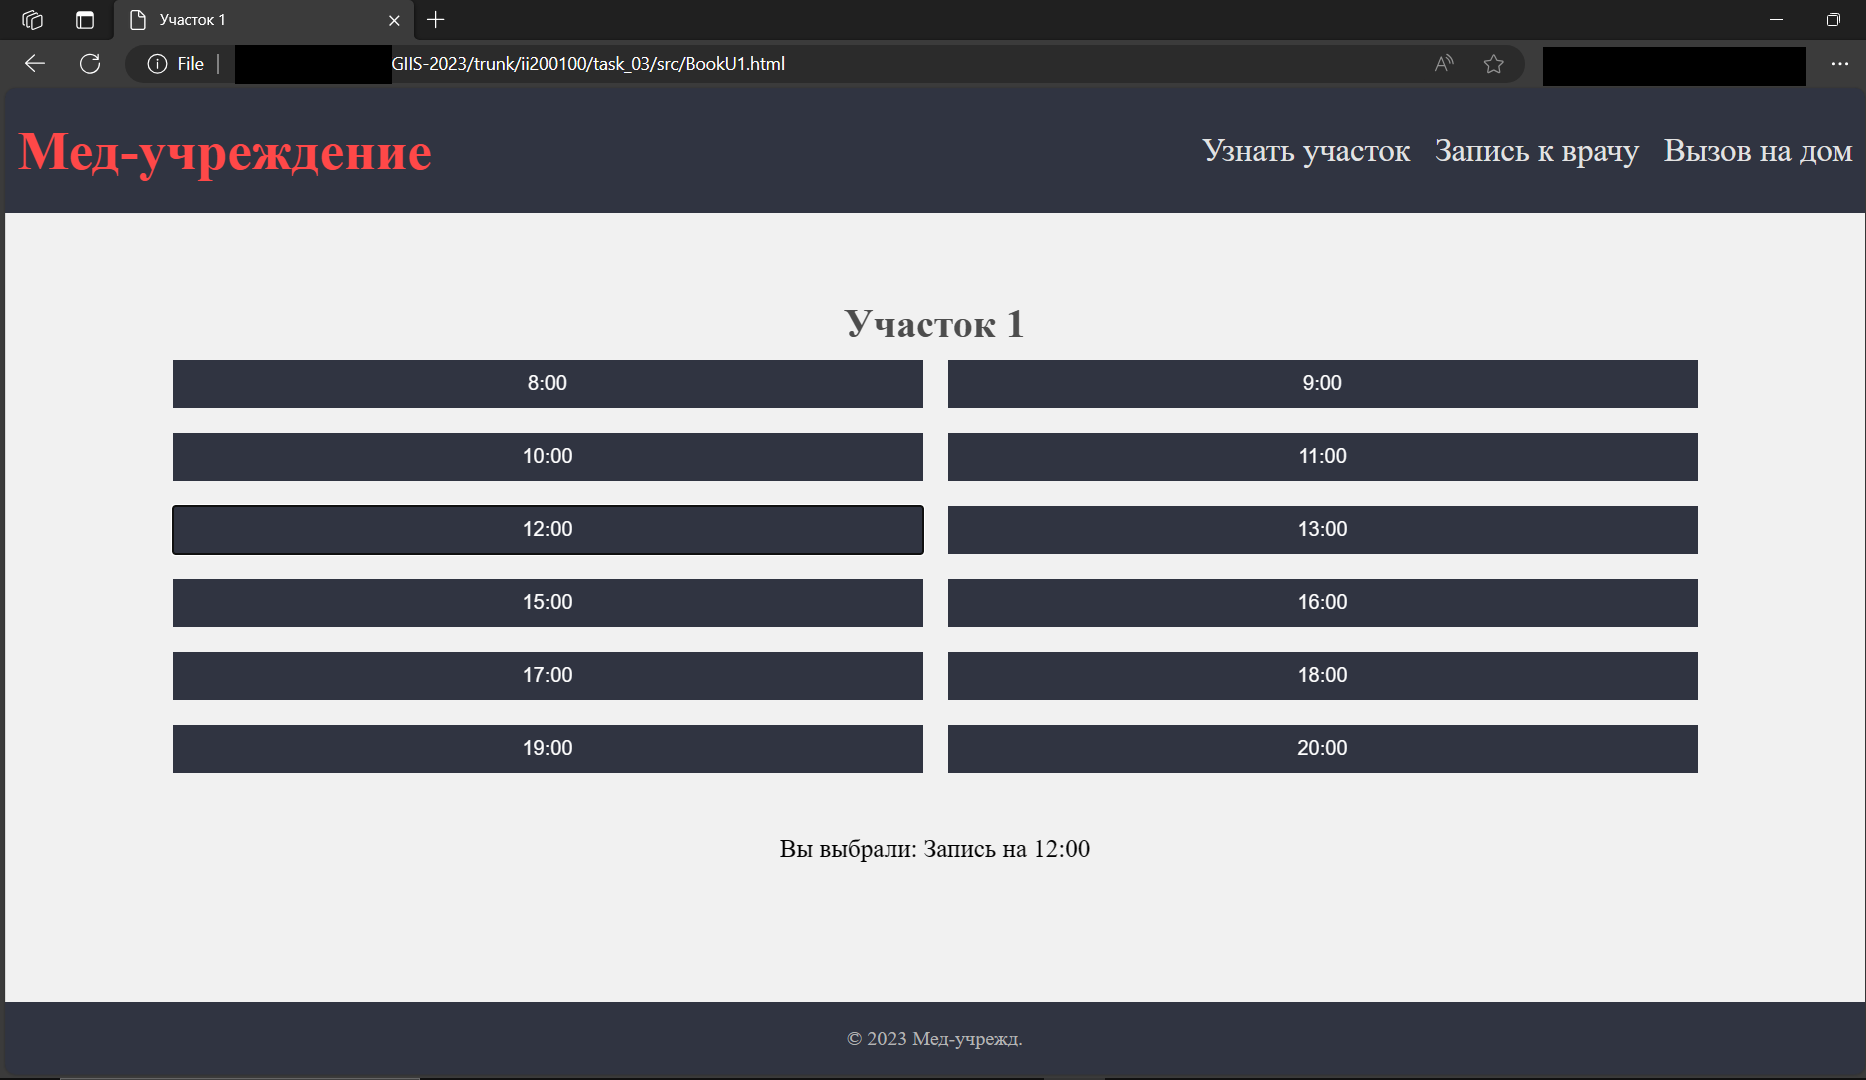 Участок 1
File
GIIS-2023/trunk/ii200100/task_03/src/BookU1.html
Мед-учреждение
Узнать участок Запись к врачу Вызов на дом
Участок 1
8:00 9:00
10:00 11:00
12:00 13:00
15:00 16:00
17:00 18:00
19:00 20:00
Вы выбрали: Запись на 12:00
© 2023 Мед-учрежд.